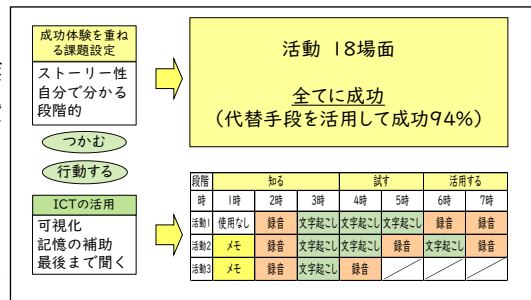 成功体験を重ね
る課題設定
ストーリー性
自分で分かる
段階的
つかむ
行動する
ICTの活用
可視化
記憶の補助
最後まで聞く
活動 18場面
全てに成功
(代替手段を活用して成功94%)
段階 知る 試す 活用する
時 1時 2時 3時 4時 5時 6時 7時
活動1 使用なし 録音 文字起こし 文字起こし 文字起こし 録音 録音
活動2 メモ 録音 文字起こし 文字起こし 録音 文字起こし 録音
活動3 メモ 録音 文字起こし 録音